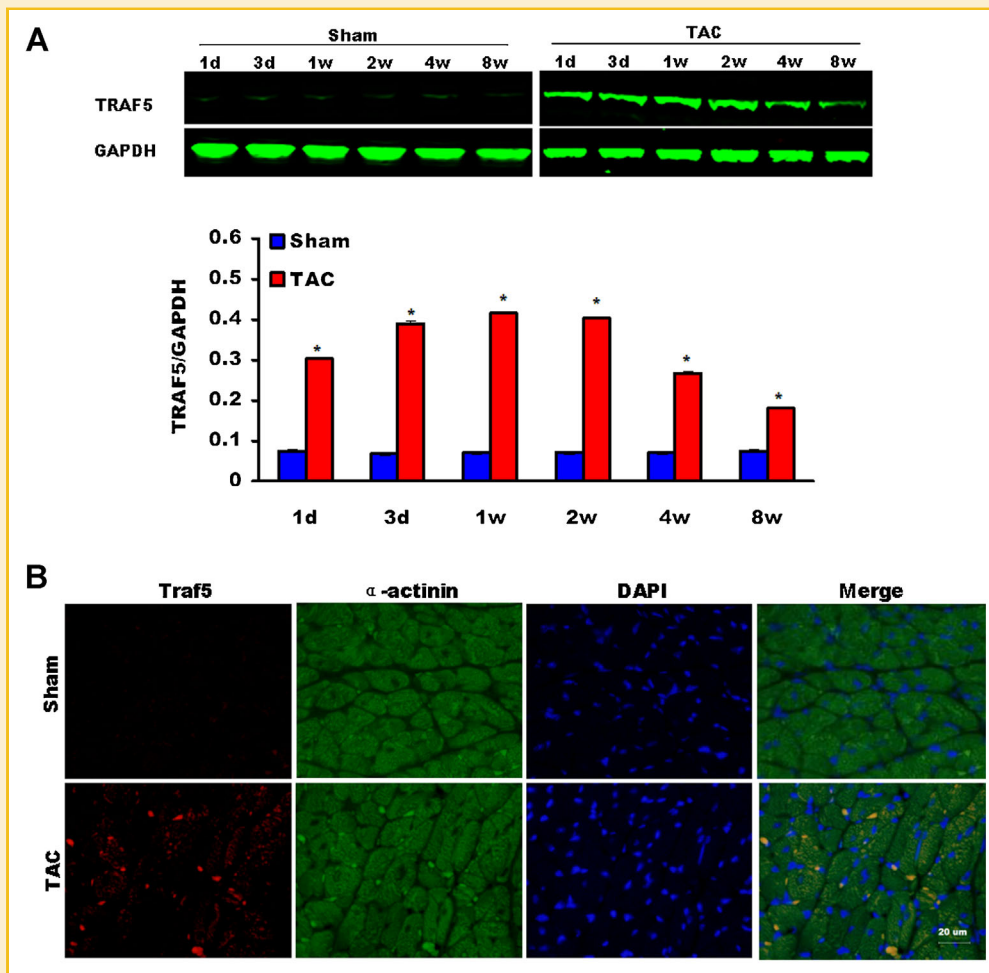 A
Sham TAC
1d 3d 1w 2w 4w 8w 1d 3d 1w 2w 4w 8w
TRAF5
GAPDH
TRAF5/GAPDH
0.6
0.5
0.4
0.3
0.2
0.1
0
Sham
TAC
* * * * * *
1d 3d 1w 2w 4w 8w
B
Traf5 α-actinin DAPI Merge
Sham
TAC
20 um